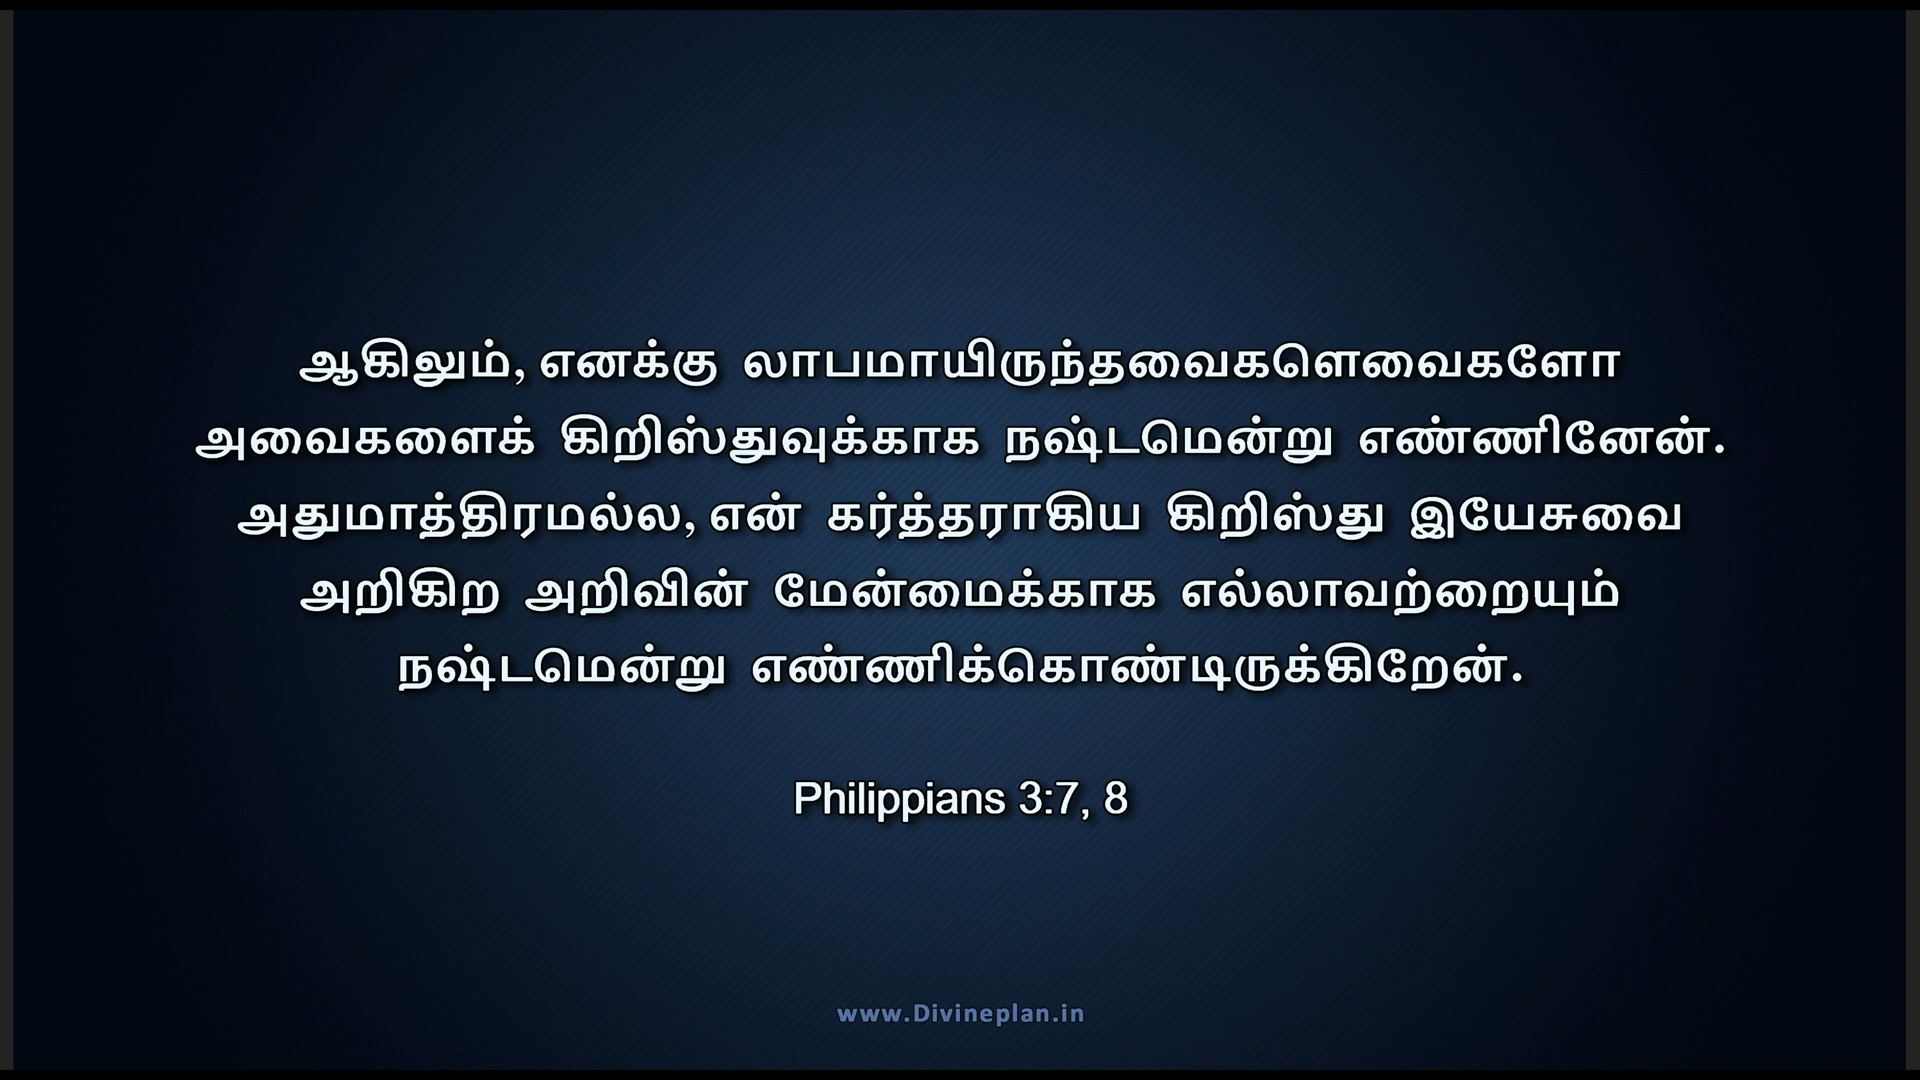 ஆகிலும், எனக்கு லாபமாயிருந்தவைகளெவைகளோ
அவைகளைக் கிறிஸ்துவுக்காக நஷ்டமென்று எண்ணினேன்.
அதுமாத்திரமல்ல, என் கர்த்தராகிய கிறிஸ்து இயேசுவை
அறிகிற அறிவின் மேன்மைக்காக எல்லாவற்றையும்
நஷ்டமென்று எண்ணிக்கொண்டிருக்கிறேன்.
Philippians 3:7, 8
www.Divineplan.in